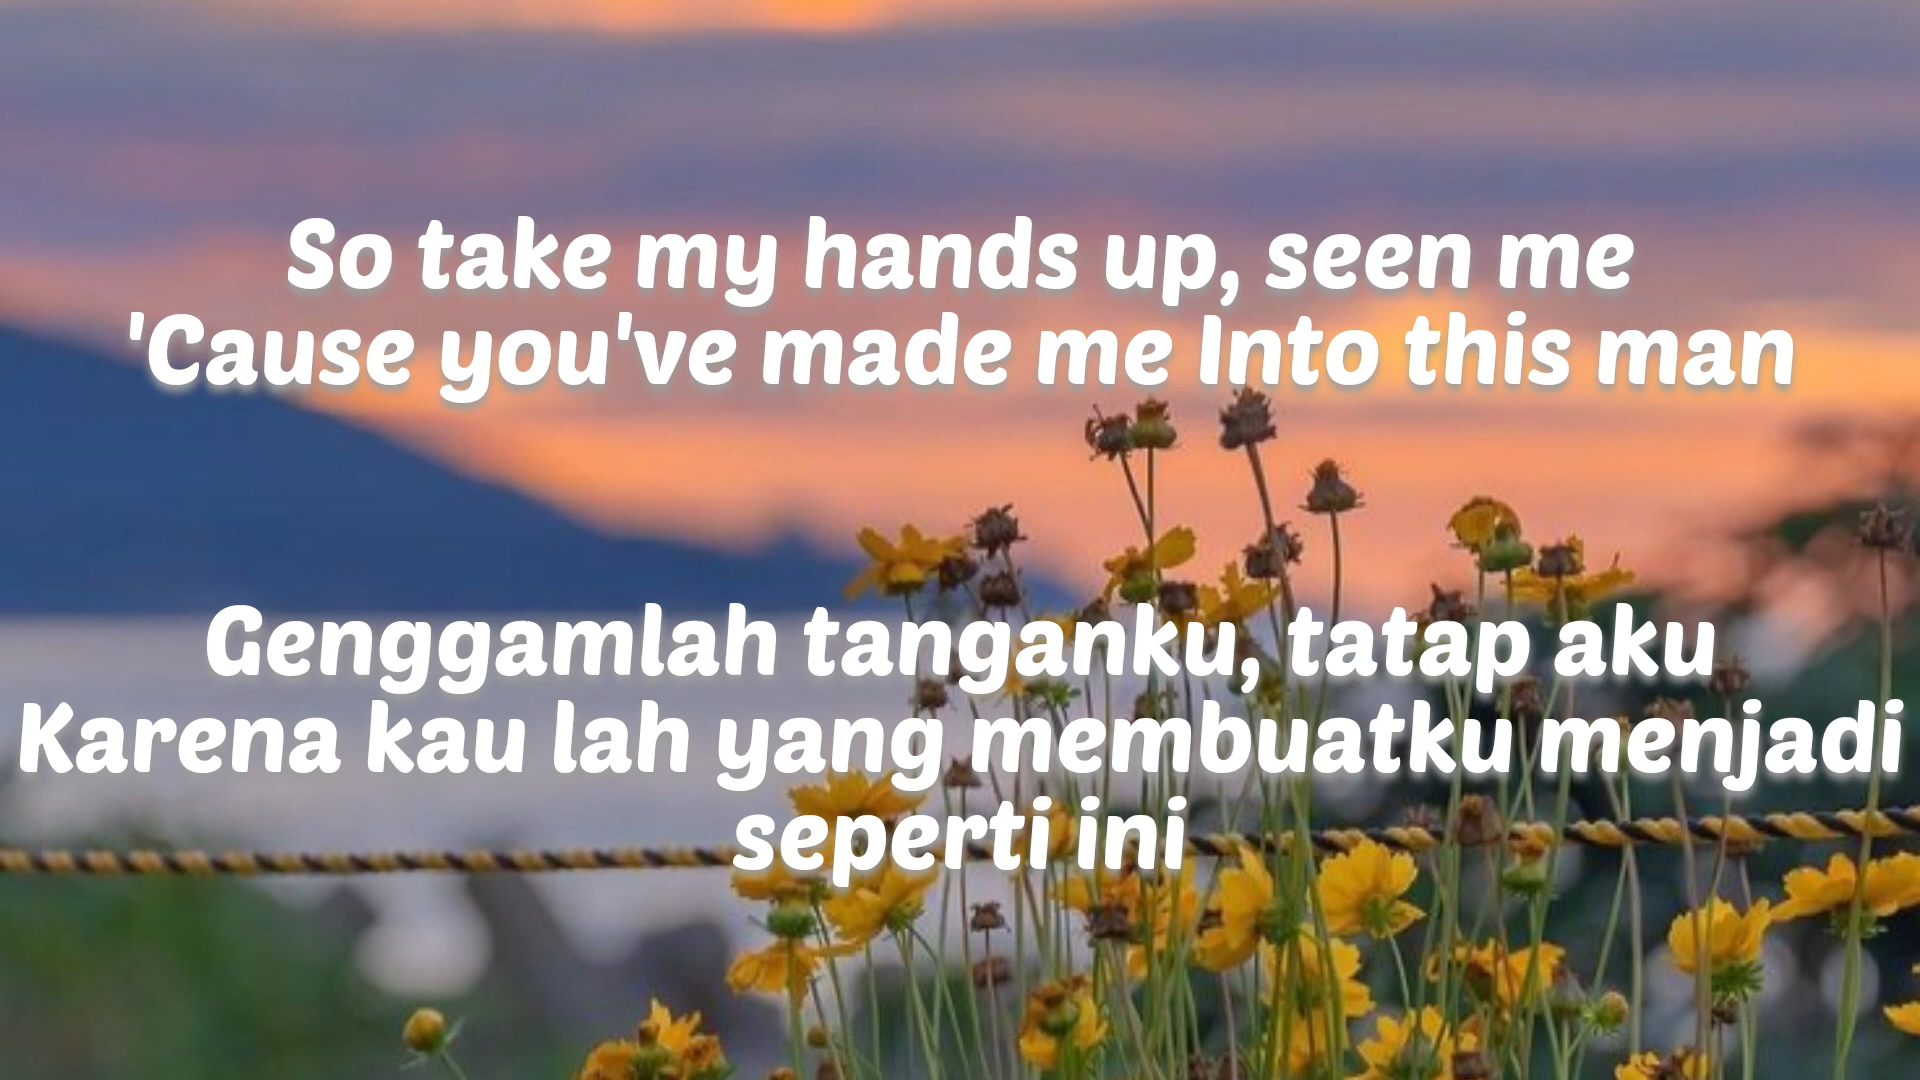 So take my hands up, seen me
'Cause you've made me Into this man
Genggamlah tanganku, tatap aku
Karena kau lah yang membuatku menjadi
seperti ini